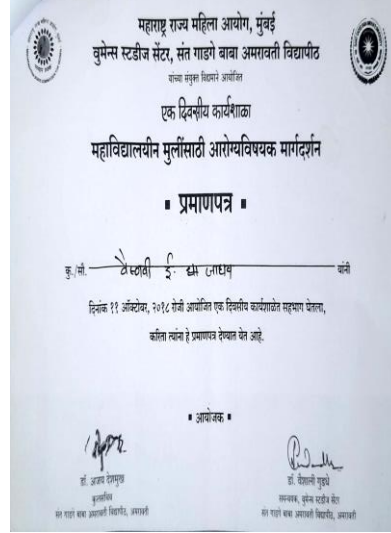 महाराष्ट्र राज्य महिला आयोग, मुंबई
वुमेन्स स्टडीज सेंटर, संत गाडगे बाबा अमरावती विद्यापीठ
यांच्या संयुक्त विद्यमाने आयोजित
एक दिवसीय कार्यशाळा
महाविद्यालयीन मुलींसाठी आरोग्यविषयक मार्गदर्शन
▪ प्रमाणपत्र ▪
कु./सौ. वैष्णवी ई. जाधव यांनी
दिनांक ११ ऑक्टोबर, २०१८ रोजी आयोजित एक दिवसीय कार्यशाळेत सहभाग घेतला,
करिता त्यांना हे प्रमाणपत्र देण्यात येत आहे.
▪ आयोजक ▪
डॉ. अजय देशमुख
कुलसचिव
संत गाडगे बाबा अमरावती विद्यापीठ, अमरावती
डॉ. वैशाली गुडधे
समन्वयक, वुमेन्स स्टडीज सेंटर
संत गाडगे बाबा अमरावती विद्यापीठ, अमरावती